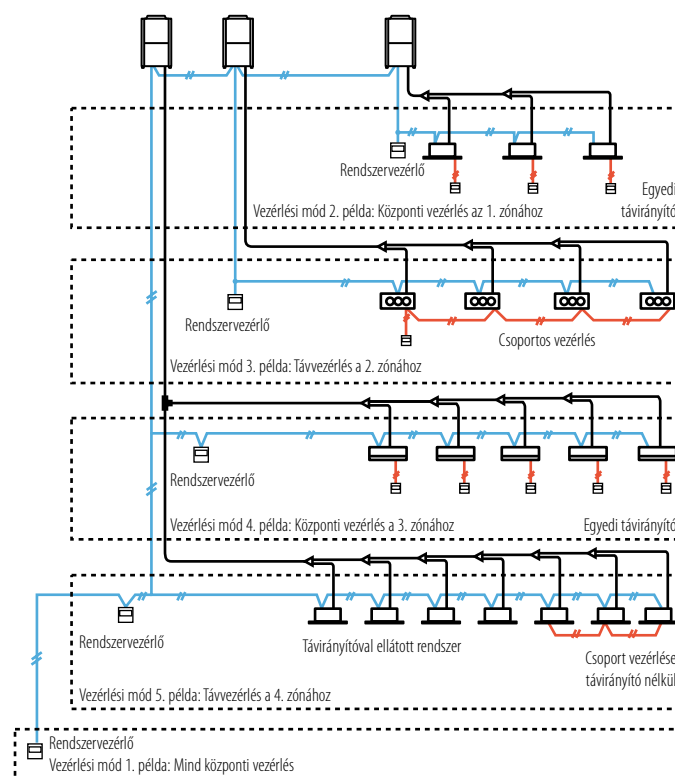 Rendszervezérlő
Egyedi
távirányító
Vezérlési mód 2. példa: Központi vezérlés az 1. zónához
Rendszervezérlő
Csoportos vezérlés
Vezérlési mód 3. példa: Távvezérlés a 2. zónához
Rendszervezérlő
Vezérlési mód 4. példa: Központi vezérlés a 3. zónához
Egyedi távirányító
Rendszervezérlő
Távirányítóval ellátott rendszer
Csoport vezérlése
távirányító nélkül
Vezérlési mód 5. példa: Távvezérlés a 4. zónához
Rendszervezérlő
Vezérlési mód 1. példa: Mind központi vezérlés